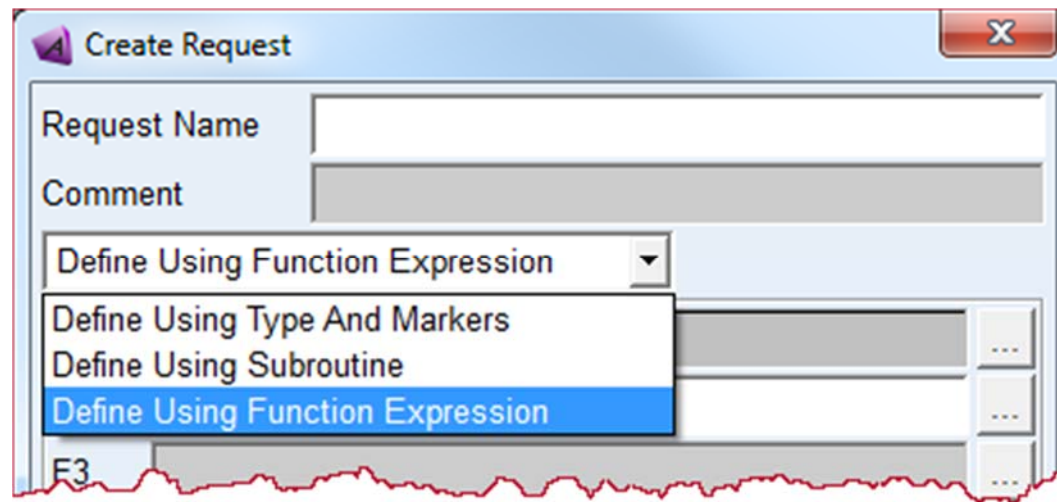 Create Request
Request Name
Comment
Define Using Function Expression
Define Using Type And Markers
...
Define Using Subroutine
Define Using Function Expression
...
F3
...